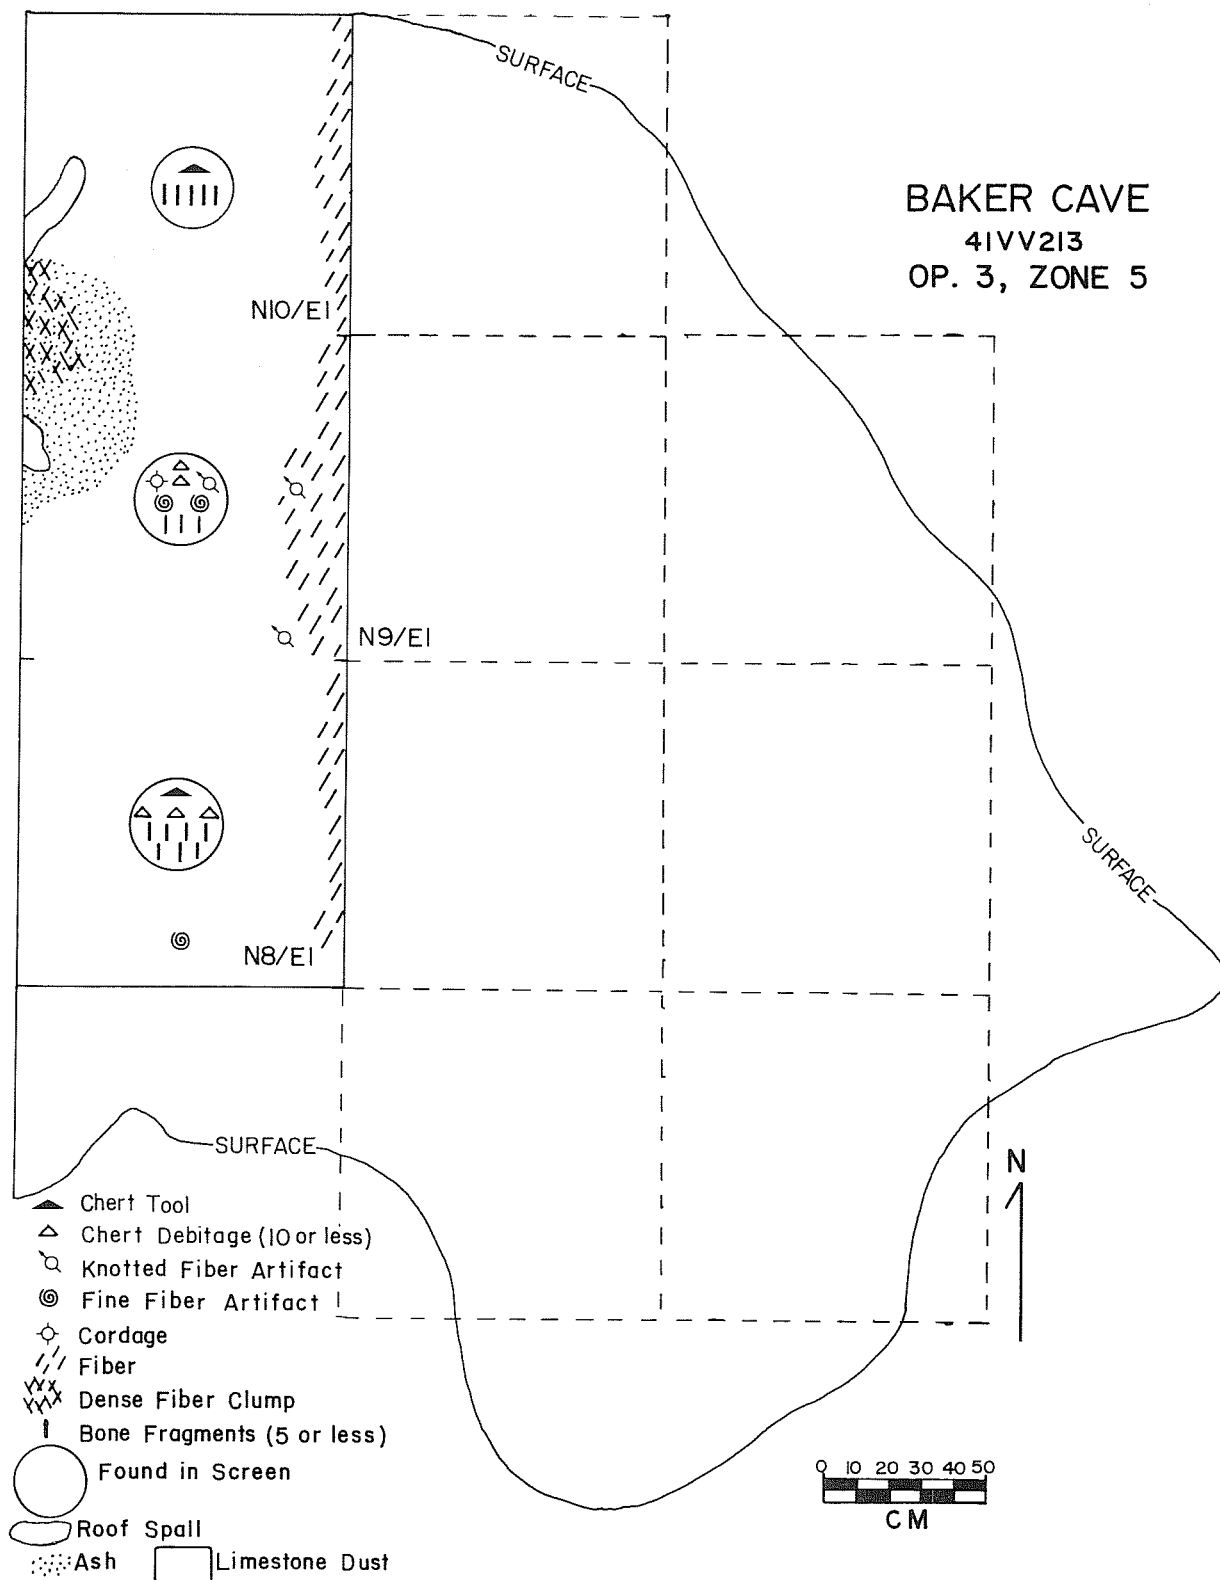 SURFACE
BAKER CAVE
41VV213
OP. 3, ZONE 5
N10/E1
N9/E1
SURFACE
N8/E1
SURFACE
N
Chert Tool
Chert Debitage (10 or less)
Knotted Fiber Artifact
Fine Fiber Artifact
Cordage
Fiber
Dense Fiber Clump
Bone Fragments (5 or less)
Found in Screen
Roof Spall
Ash Limestone Dust
0 10 20 30 40 50
CM